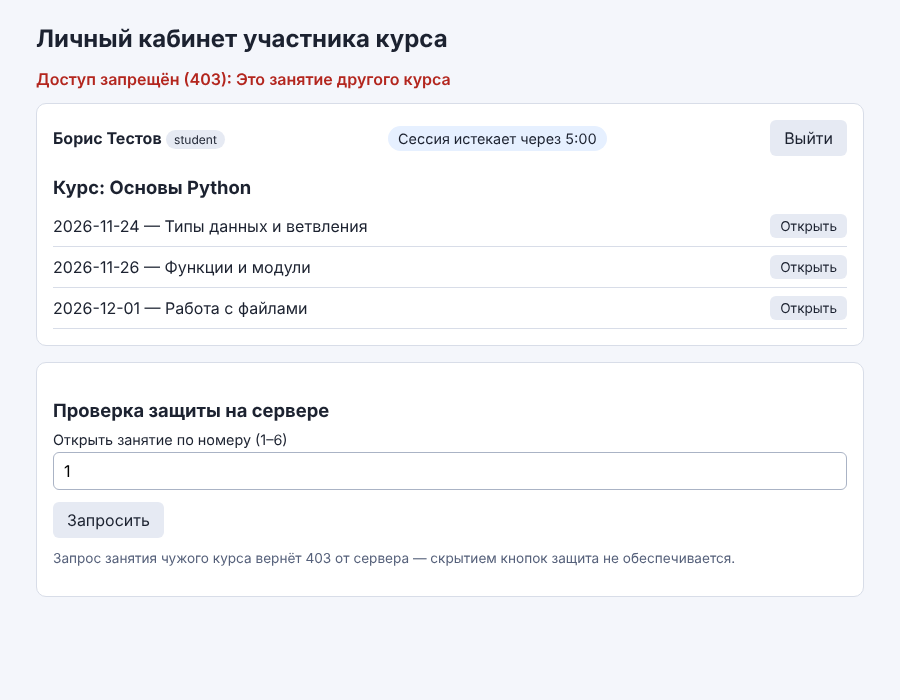 Личный кабинет участника курса
Доступ запрещён (403): Это занятие другого курса
Борис Тестов student Сессия истекает через 5:00 Выйти
Курс: Основы Python
2026-11-24 — Типы данных и ветвления Открыть
2026-11-26 — Функции и модули Открыть
2026-12-01 — Работа с файлами Открыть
Проверка защиты на сервере
Открыть занятие по номеру (1–6)
1
Запросить
Запрос занятия чужого курса вернёт 403 от сервера — скрытием кнопок защита не обеспечивается.